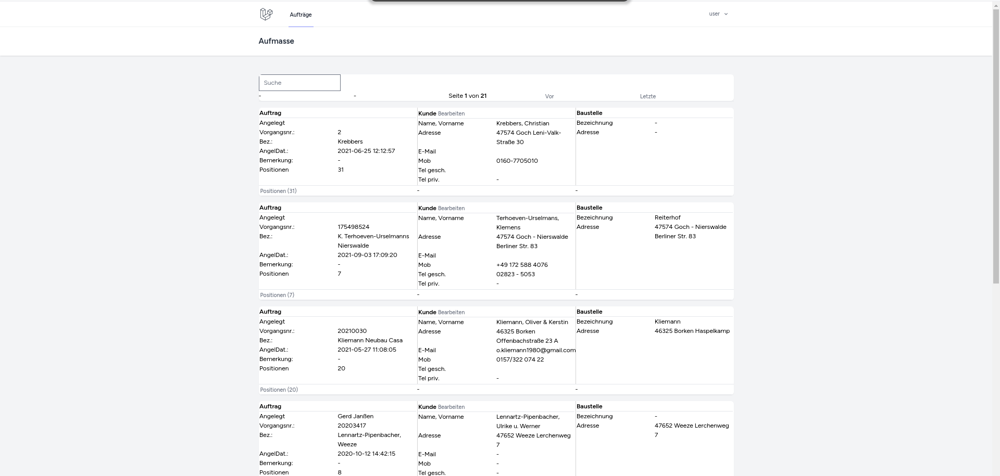 Aufträge
user
Aufmasse
Suche
- - Seite 1 von 21 Vor Letzte
Auftrag Kunde Bearbeiten Baustelle
Angelegt Name, Vorname Krebbers, Christian Bezeichnung -
Vorgangsnr.: 2 Adresse 47574 Goch Leni-Valk- Adresse -
Bez.: Krebbers Straße 30
AngelDat.: 2021-06-25 12:12:57 E-Mail
Bemerkung: - Mob 0160-7705010
Positionen 31 Tel gesch.
Tel priv. -
Positionen (31) - -
Auftrag Kunde Bearbeiten Baustelle
Angelegt Name, Vorname Terhoeven-Urselmans, Bezeichnung Reiterhof
Vorgangsnr.: 175498524 Klemens Adresse 47574 Goch - Nierswalde
Bez.: K. Terhoeven-Urselmanns Adresse 47574 Goch - Nierswalde Berliner Str. 83
Nierswalde Berliner Str. 83
AngelDat.: 2021-09-03 17:09:20 E-Mail
Bemerkung: - Mob +49 172 588 4076
Positionen 7 Tel gesch. 02823 - 5053
Tel priv. -
Positionen (7) - -
Auftrag Kunde Bearbeiten Baustelle
Angelegt Name, Vorname Kliemann, Oliver & Kerstin Bezeichnung Kliemann
Vorgangsnr.: 20210030 Adresse 46325 Borken Adresse 46325 Borken Haspelkamp
Bez.: Kliemann Neubau Casa Offenbachstraße 23 A
AngelDat.: 2021-05-27 11:08:05 E-Mail o.kliemann1980@gmail.com
Bemerkung: - Mob 0157/322 074 22
Positionen 20 Tel gesch.
Tel priv. -
Positionen (20) - -
Auftrag Kunde Bearbeiten Baustelle
Angelegt Gerd Janßen Name, Vorname Lennartz-Pipenbacher, Bezeichnung -
Vorgangsnr.: 20203417 Ulrike u. Werner Adresse 47652 Weeze Lerchenweg
Bez.: Lennartz-Pipenbacher, Adresse 47652 Weeze Lerchenweg 7
Weeze 7
AngelDat.: 2020-10-12 14:42:15 E-Mail -
Bemerkung: - Mob -
Positionen 8 Tel gesch. -